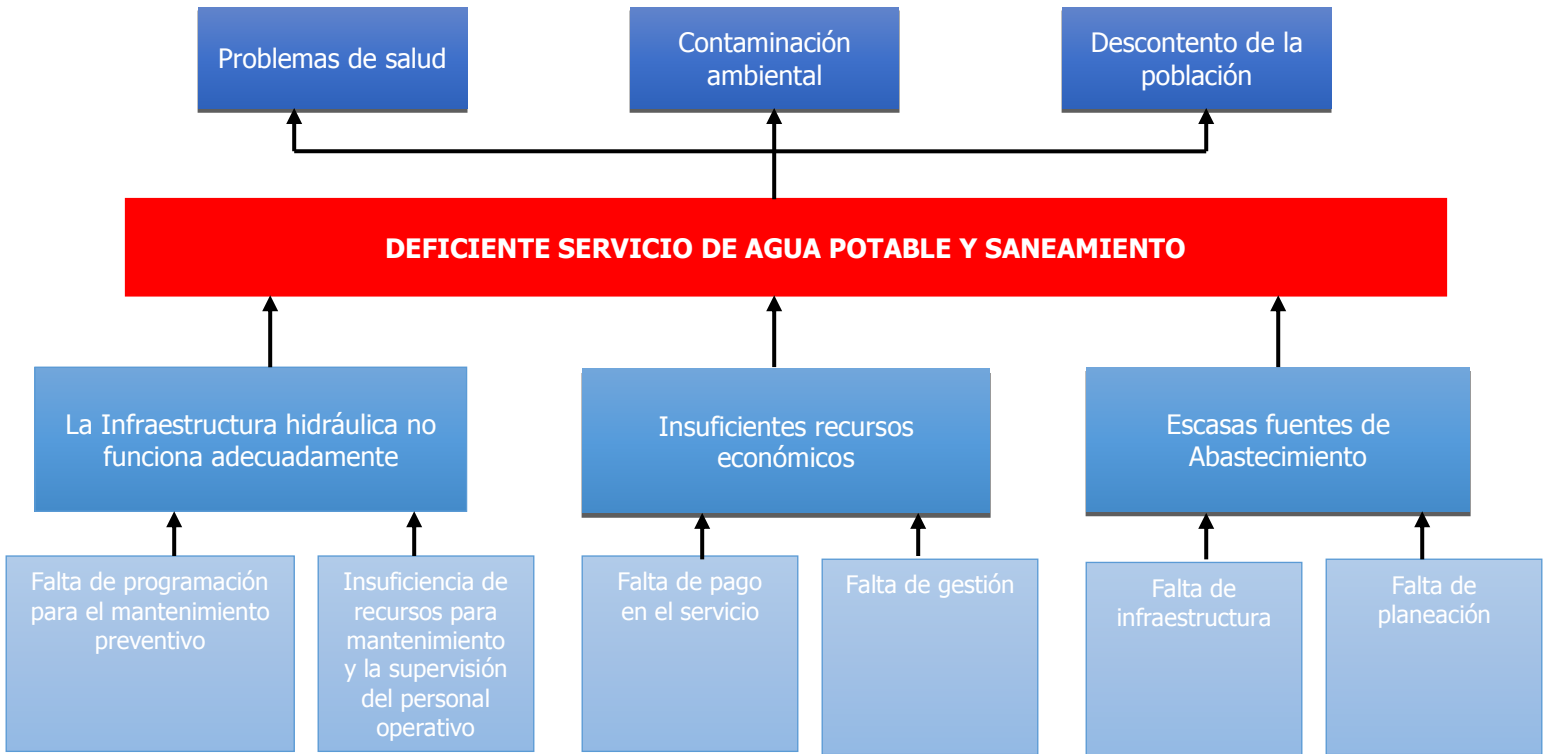 Problemas de salud
Contaminación
ambiental
Descontento de la
población
DEFICIENTE SERVICIO DE AGUA POTABLE Y SANEAMIENTO
La Infraestructura hidráulica no
funciona adecuadamente
Insuficientes recursos
económicos
Escasas fuentes de
Abastecimiento
Falta de programación
para el mantenimiento
preventivo
Insuficiencia de
recursos para
mantenimiento
y la supervisión
del personal
operativo
Falta de pago
en el servicio
Falta de gestión
Falta de
infraestructura
Falta de
planeación